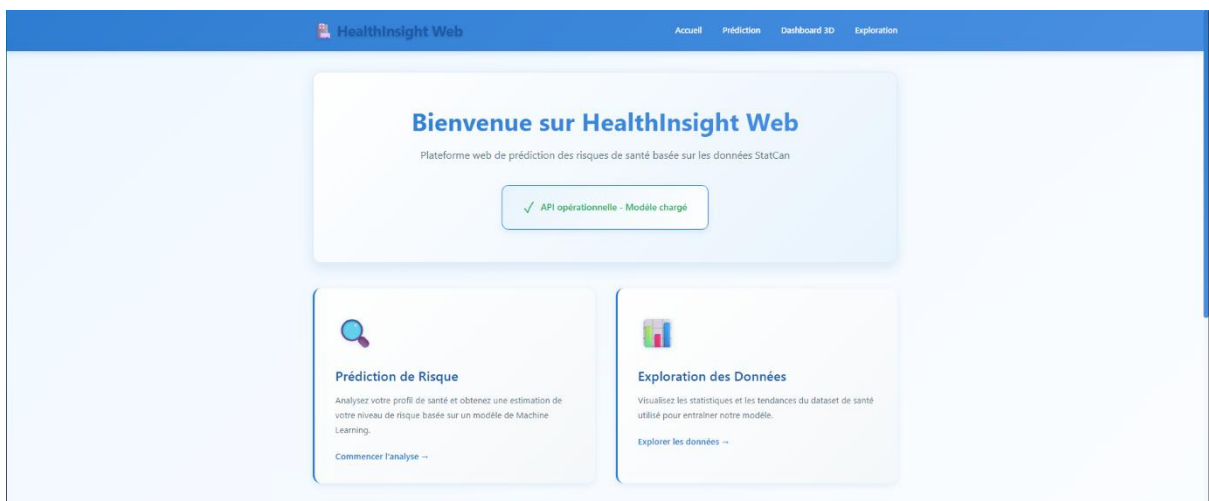 HealthInsight Web
Accueil Prédiction Dashboard 3D Exploration
Bienvenue sur HealthInsight Web
Plateforme web de prédiction des risques de santé basée sur les données StatCan
✓ API opérationnelle - Modèle chargé
Prédiction de Risque
Analysez votre profil de santé et obtenez une estimation de
votre niveau de risque basée sur un modèle de Machine
Learning.
Commencer l'analyse →
Exploration des Données
Visualisez les statistiques et les tendances du dataset de santé
utilisé pour entraîner notre modèle.
Explorer les données →